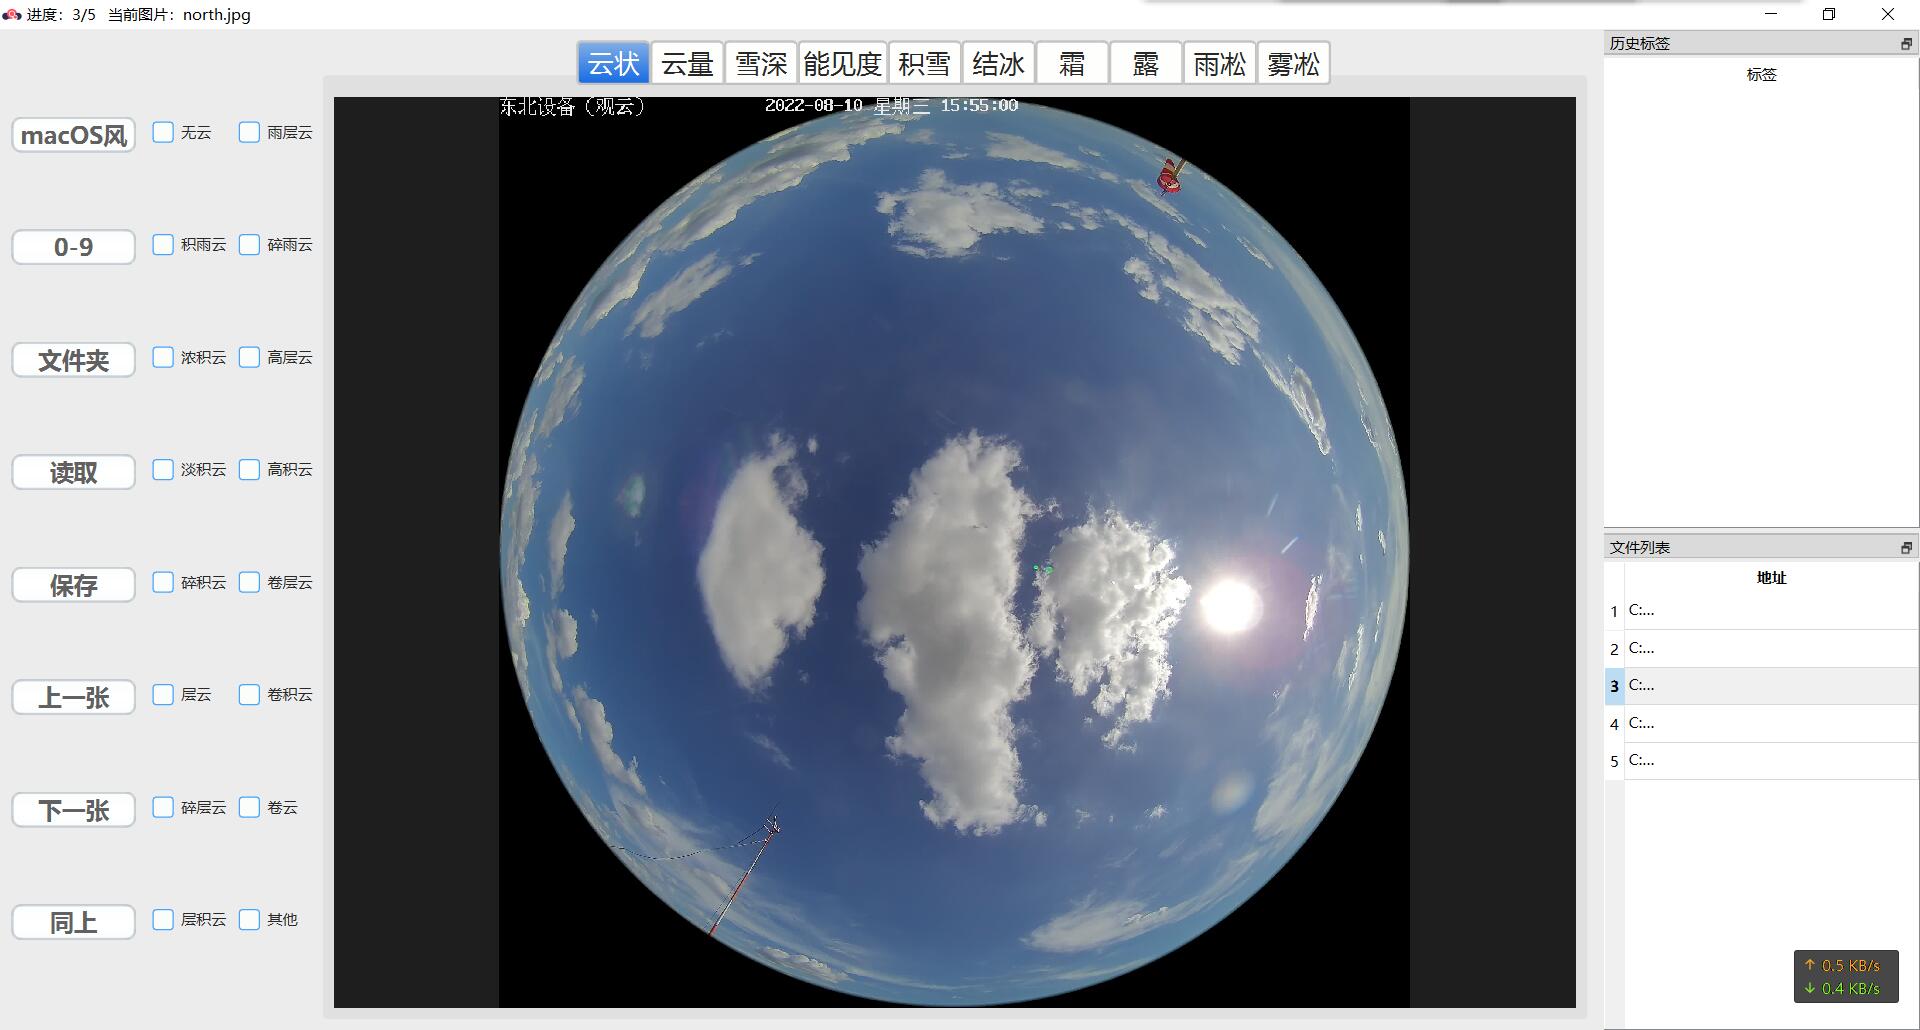 进度：3/5 当前图片：north.jpg
云状 云量 雪深 能见度 积雪 结冰 霜 露 雨凇 雾凇
历史标签
标签
东北设备（观云） 2022-08-10 星期三 15:55:00
macOS风 无云 雨层云
0-9 积雨云 碎雨云
文件夹 浓积云 高层云
读取 淡积云 高积云
保存 碎积云 卷层云
上一张 层云 卷积云
下一张 碎层云 卷云
同上 层积云 其他
文件列表
地址
1 C:...
2 C:...
3 C:...
4 C:...
5 C:...
↑ 0.5 KB/s
↓ 0.4 KB/s